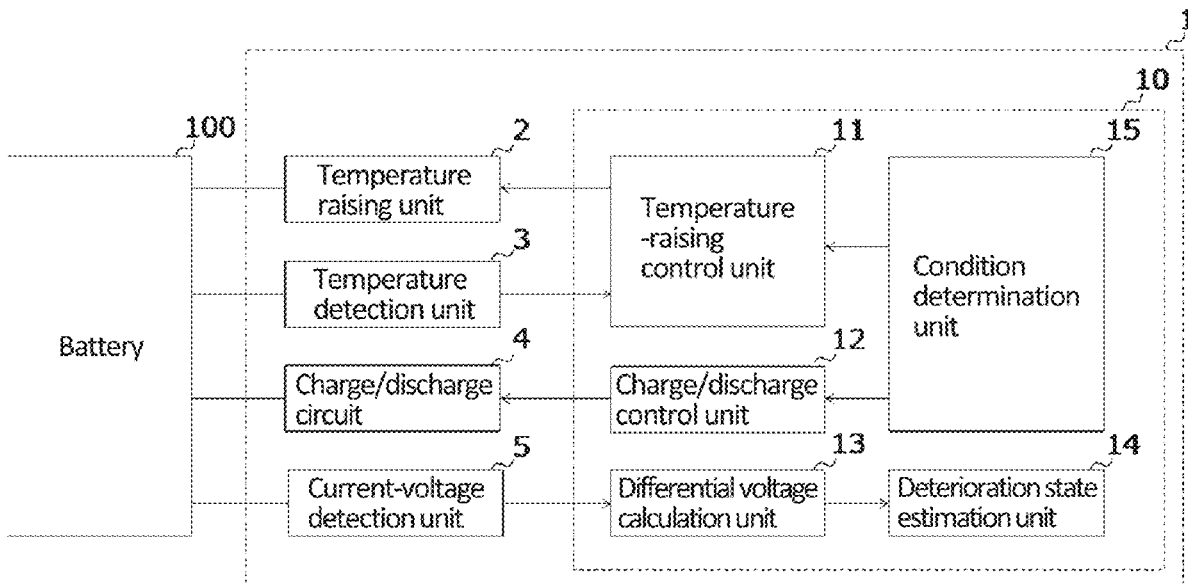 1
10
100
2
11
15
Temperature
raising unit
Temperature
-raising
control unit
3
Temperature
detection unit
Condition
determination
unit
Battery
4
12
Charge/discharge
circuit
Charge/discharge
control unit
5
13
14
Current-voltage
detection unit
Differential voltage
calculation unit
Deterioration state
estimation unit